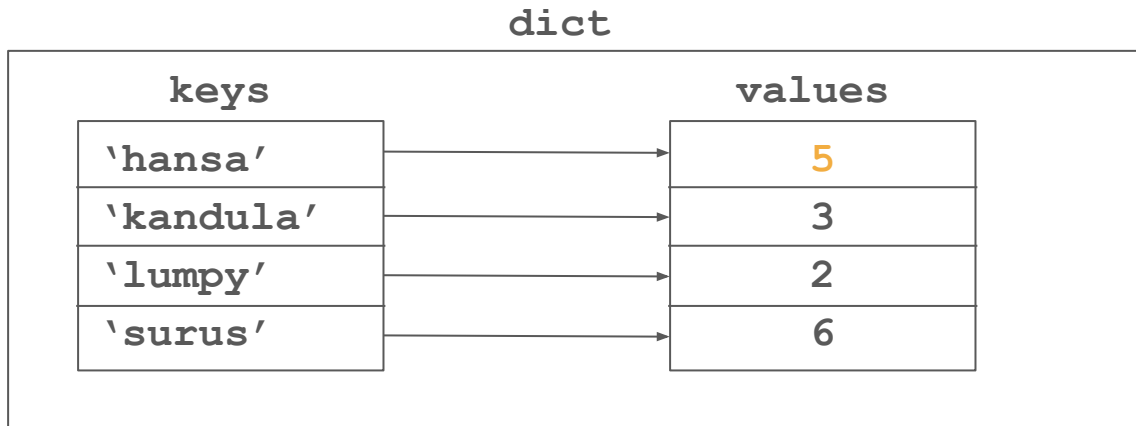 dict
keys values
‘hansa’ 5
‘kandula’ 3
‘lumpy’ 2
‘surus’ 6